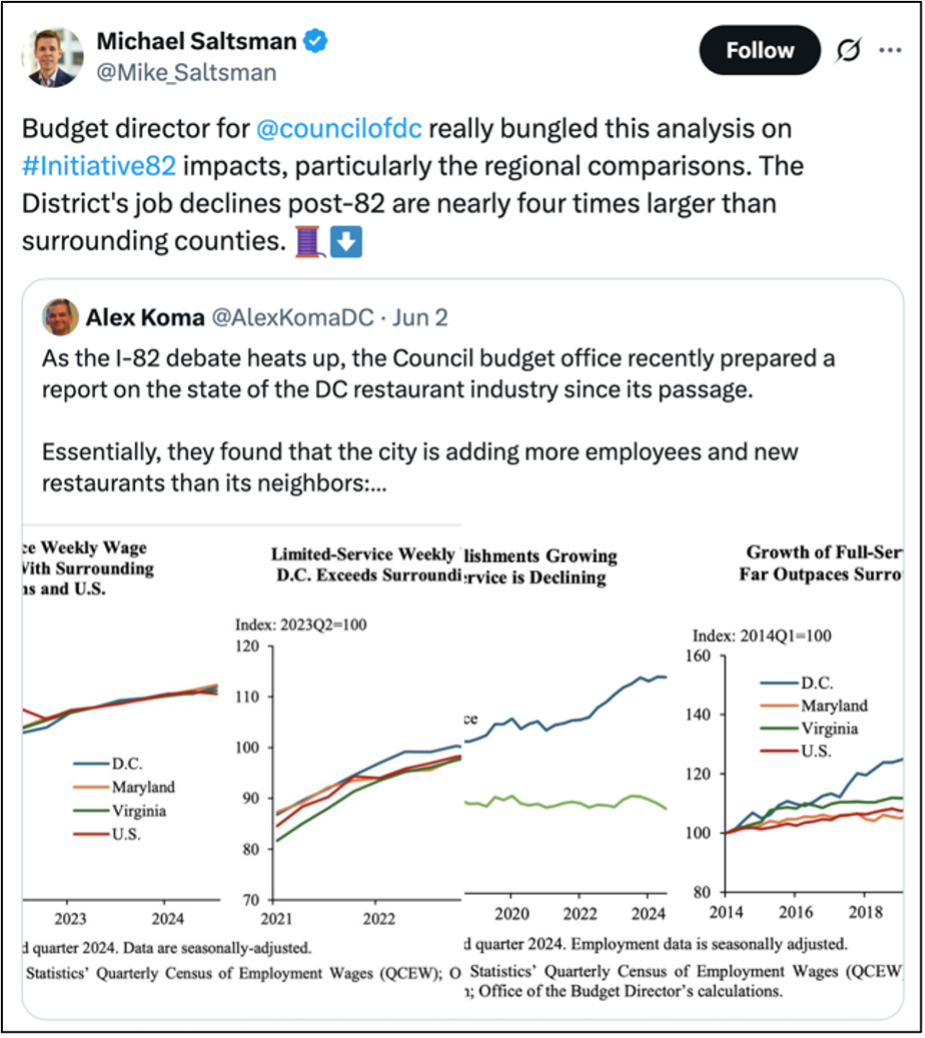 Michael Saltsman
@Mike_Saltsman
Follow
Budget director for @councilofdc really bungled this analysis on
#Initiative82 impacts, particularly the regional comparisons. The
District's job declines post-82 are nearly four times larger than
surrounding counties. 🧵⬇️
Alex Koma @AlexKomaDC · Jun 2
As the I-82 debate heats up, the Council budget office recently prepared a
report on the state of the DC restaurant industry since its passage.
Essentially, they found that the city is adding more employees and new
restaurants than its neighbors:...
ce Weekly Wage
With Surrounding
ns and U.S.
D.C.
Maryland
Virginia
U.S.
2023 2024
d quarter 2024. Data are seasonally-adjusted.
Statistics' Quarterly Census of Employment Wages (QCEW); O
Limited-Service Weekly
D.C. Exceeds Surroundi
Index: 2023Q2=100
120
110
100
90
80
70
2021 2022
lishments Growing
ervice is Declining
ce
2020 2022 2024
d quarter 2024. Employment data is seasonally adjusted.
Statistics' Quarterly Census of Employment Wages (QCEW
n; Office of the Budget Director's calculations.
Growth of Full-Ser
Far Outpaces Surro
Index: 2014Q1=100
160
140
120
100
80
D.C.
Maryland
Virginia
U.S.
2014 2016 2018